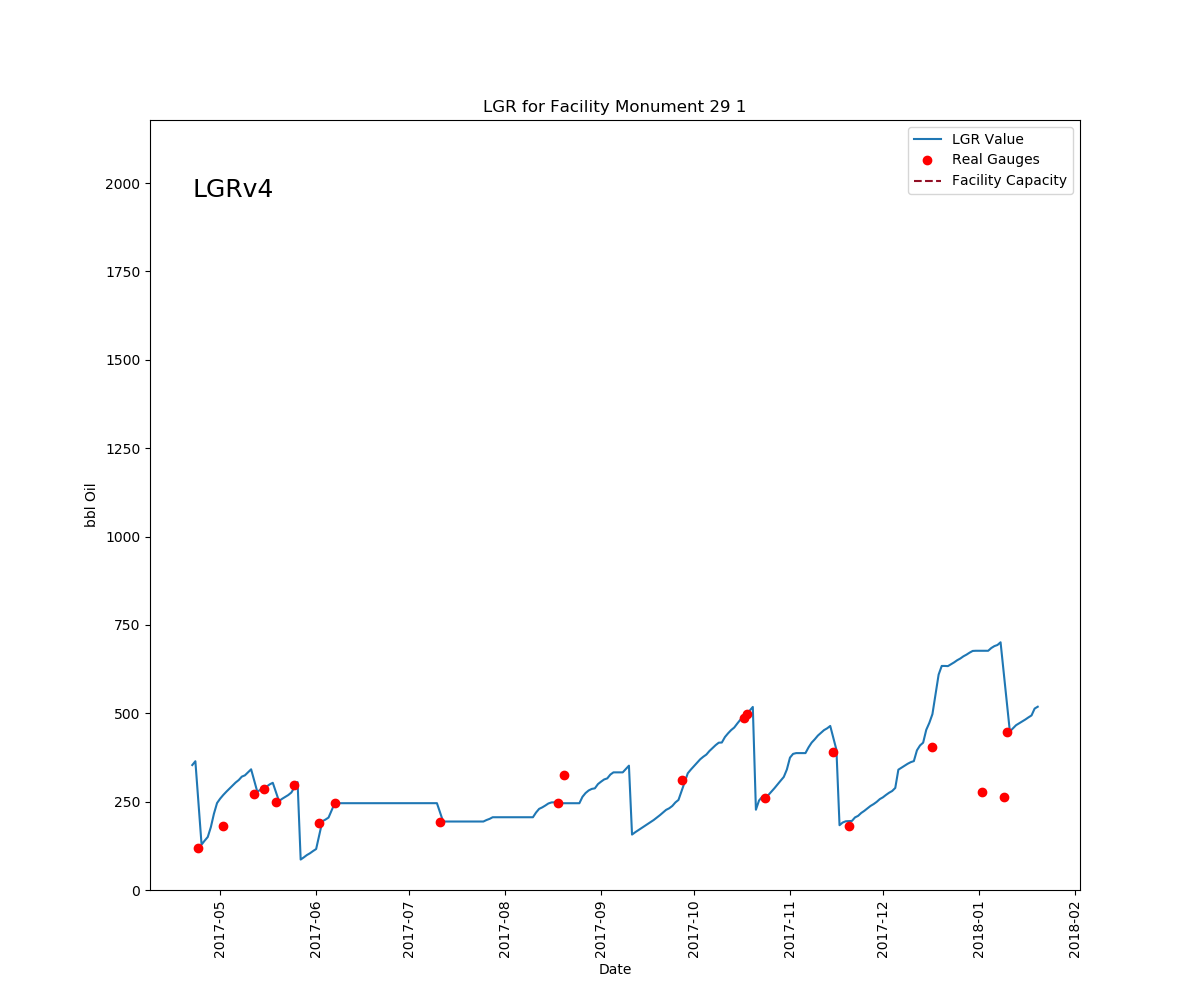 LGR for Facility Monument 29 1
LGR Value
Real Gauges
Facility Capacity
LGRv4
2000
1750
1500
1250
1000
750
500
250
0
bbl Oil
2017-05
2017-06
2017-07
2017-08
2017-09
2017-10
2017-11
2017-12
2018-01
2018-02
Date